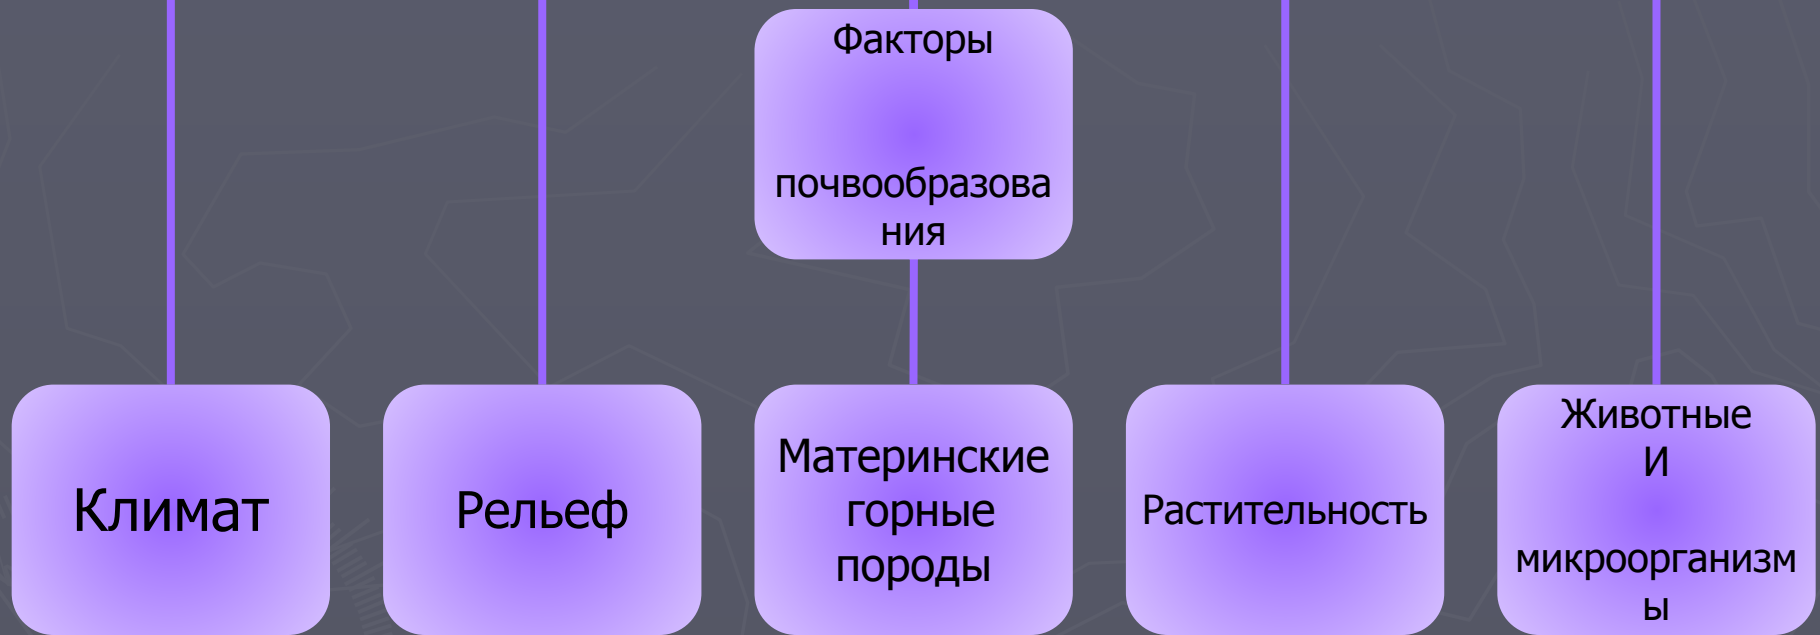 Факторы
почвообразова
ния
Климат
Рельеф
Материнские
горные
породы
Растительность
Животные
И
микроорганизм
ы